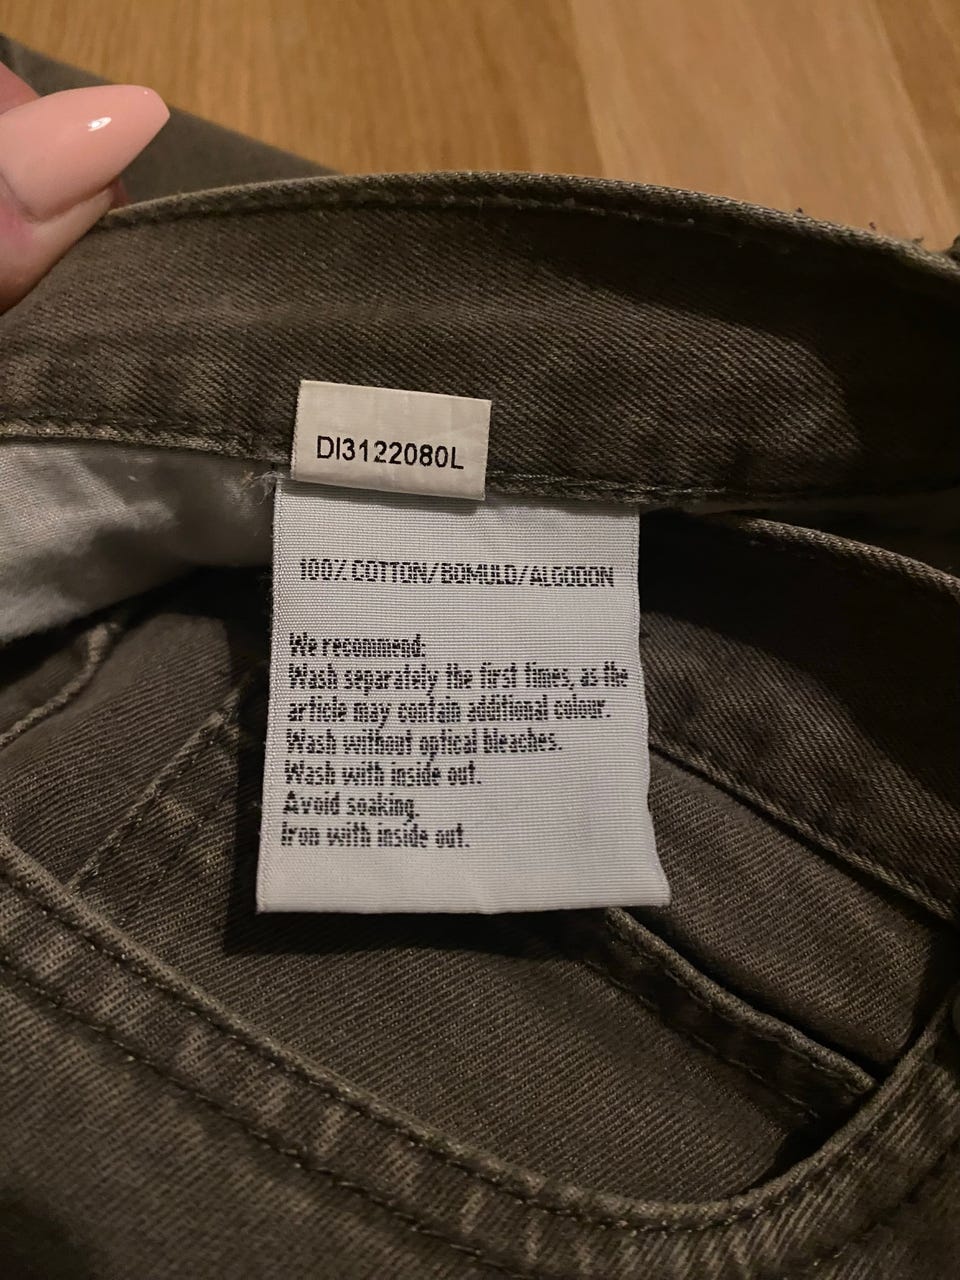 DI3122080L
100% COTTON/BOMULD/ALGODON
We recommend:
Wash separately the first times, as the
article may contain additional colour.
Wash without optical bleaches.
Wash with inside out.
Avoid soaking.
Iron with inside out.